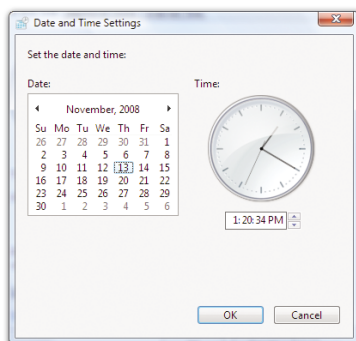 Date and Time Settings
Set the date and time:
Date:
Time:
November, 2008
Su Mo Tu We Th Fr Sa
26 27 28 29 30 31 1
2 3 4 5 6 7 8
9 10 11 12 13 14 15
16 17 18 19 20 21 22
23 24 25 26 27 28 29
30 1 2 3 4 5 6
1:20:34 PM
OK
Cancel